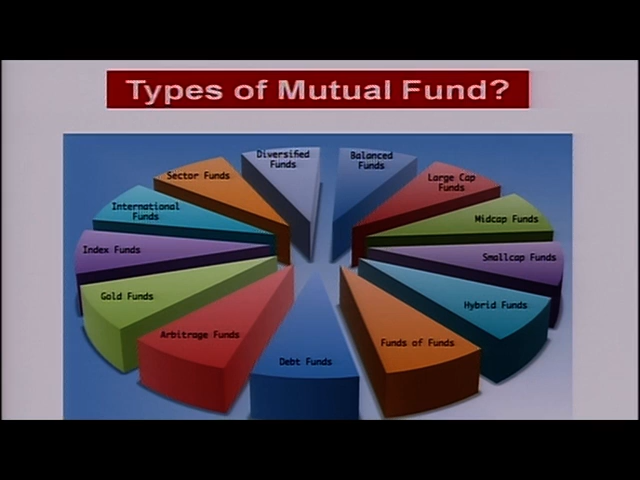 Types of Mutual Fund?
Diversified
Funds
Balanced
Funds
Sector Funds
Large Cap
Funds
International
Funds
Midcap Funds
Index Funds
Smallcap Funds
Gold Funds
Hybrid Funds
Arbitrage Funds
Funds of Fund
Debt Funds